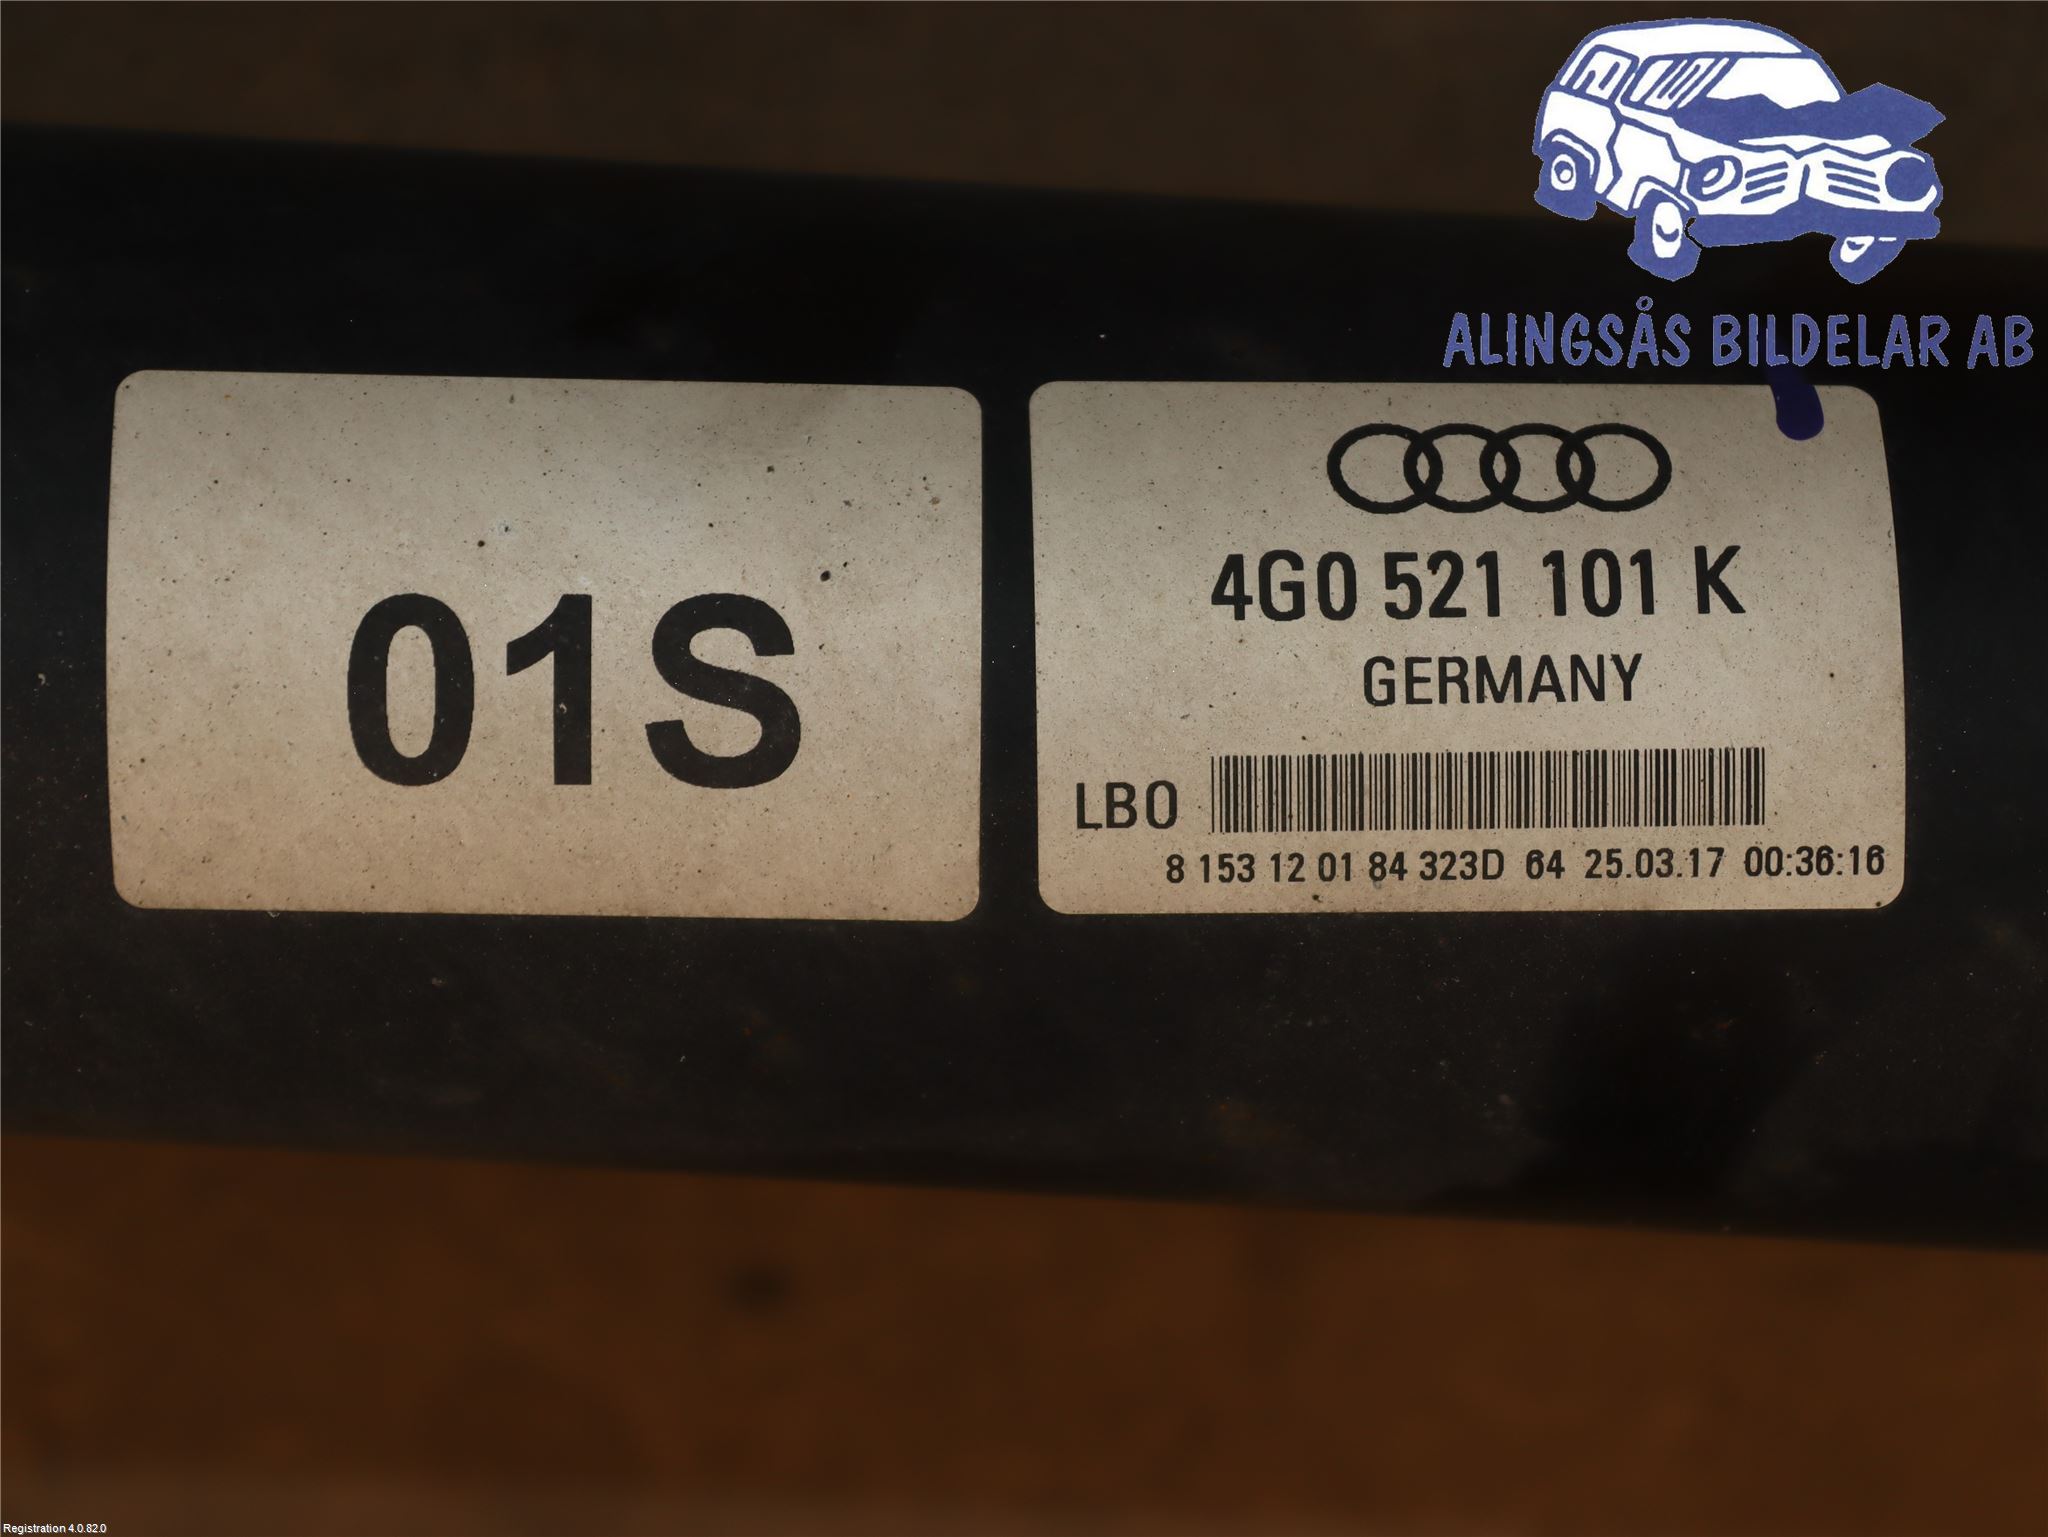 ALINGSÅS BILDELAR AB
01S
4G0 521 101 K
GERMANY
LB0
8 153 12 01 84 323D 64 25.03.17 00:36:16
Registration 4.0.82.0